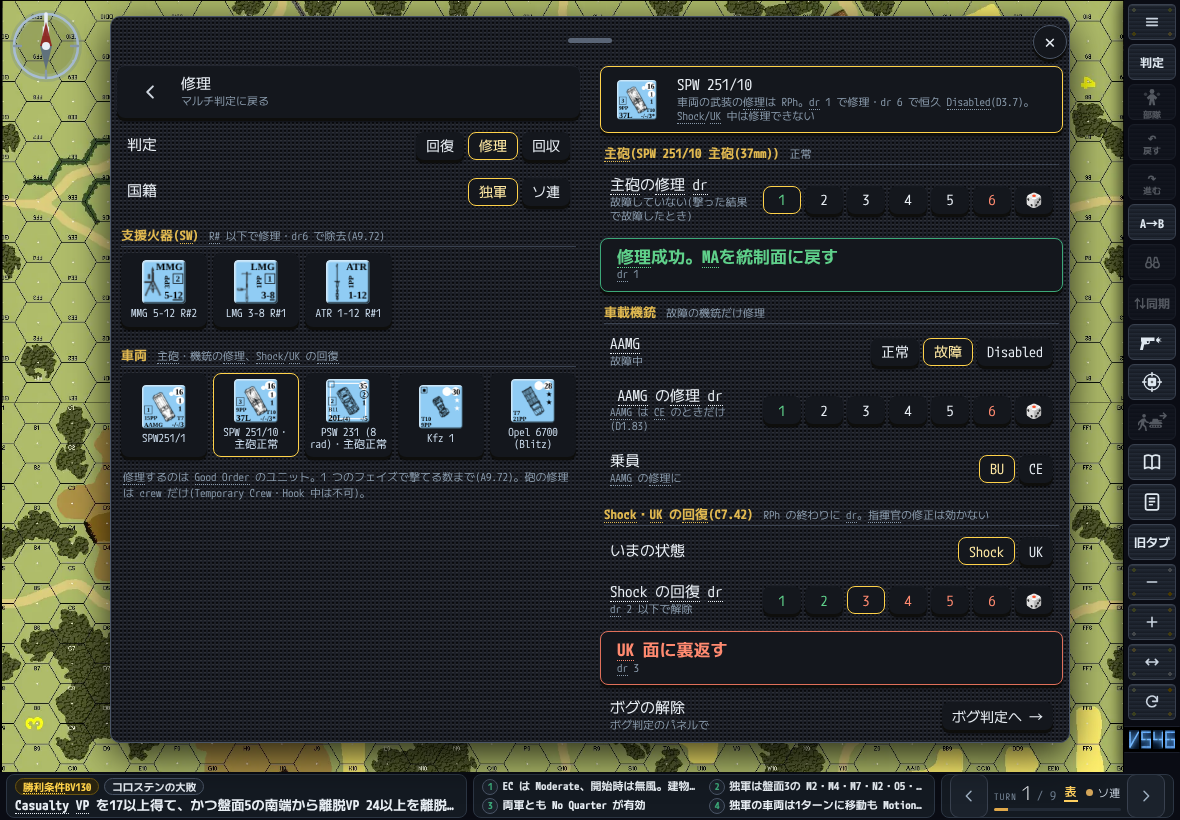 修理
マルチ判定に戻る
判定
回復
修理
回収
国籍
独軍
ソ連
支援火器(SW) R# 以下で修理・dr6 で除去(A9.72)
MMG
2
5-12
LMG
1
3-8
ATR
1-12
MMG 5-12 R#2
LMG 3-8 R#1
ATR 1-12 R#1
車両 主砲・機銃の修理、Shock/UK の回復
SPW251/1
SPW 251/10・
主砲正常
PSW 231 (8
rad)・主砲正常
Kfz 1
Opel 6700
(Blitz)
修理するのは Good Order のユニット。1 つのフェイズで撃てる数まで(A9.72)。砲の修理
は crew だけ(Temporary Crew・Hook 中は不可)。
SPW 251/10
車両の武装の修理は RPh。dr 1 で修理・dr 6 で恒久 Disabled(D3.7)。
Shock/UK 中は修理できない
主砲(SPW 251/10 主砲(37mm)) 正常
主砲の修理 dr
故障していない(撃った結果
で故障したとき)
1 2 3 4 5 6
修理成功。MAを統制面に戻す
dr 1
車載機銃 故障の機銃だけ修理
AAMG
故障中
正常
故障
Disabled
AAMG の修理 dr
AAMG は CE のときだけ
(D1.83)
1 2 3 4 5 6
乗員
AAMG の修理に
BU
CE
Shock・UK の回復(C7.42) RPh の終わりに dr。指揮官の修正は効かない
いまの状態
Shock
UK
Shock の回復 dr
dr 2 以下で解除
1 2 3 4 5 6
UK 面に裏返す
dr 3
ボグの解除
ボグ判定のパネルで
ボグ判定へ →
判定
部隊
戻す
進む
A→B
⇅同期
旧タブ
V546
勝利条件BV130
コロステンの大敗
Casualty VP を17以上得て、かつ盤面5の南端から離脱VP 24以上を離脱…
1 EC は Moderate、開始時は無風。建物…
2 独軍は盤面3の M2・M4・M7・N2・O5・…
3 両軍とも No Quarter が有効
4 独軍の車両は1ターンに移動も Motion…
TURN 1 / 9 表 ソ連